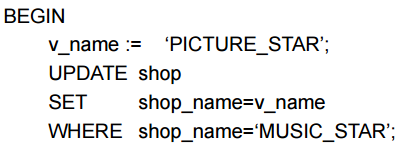 BEGIN
v_name := ‘PICTURE_STAR’;
UPDATE shop
SET shop_name=v_name
WHERE shop_name=‘MUSIC_STAR’;